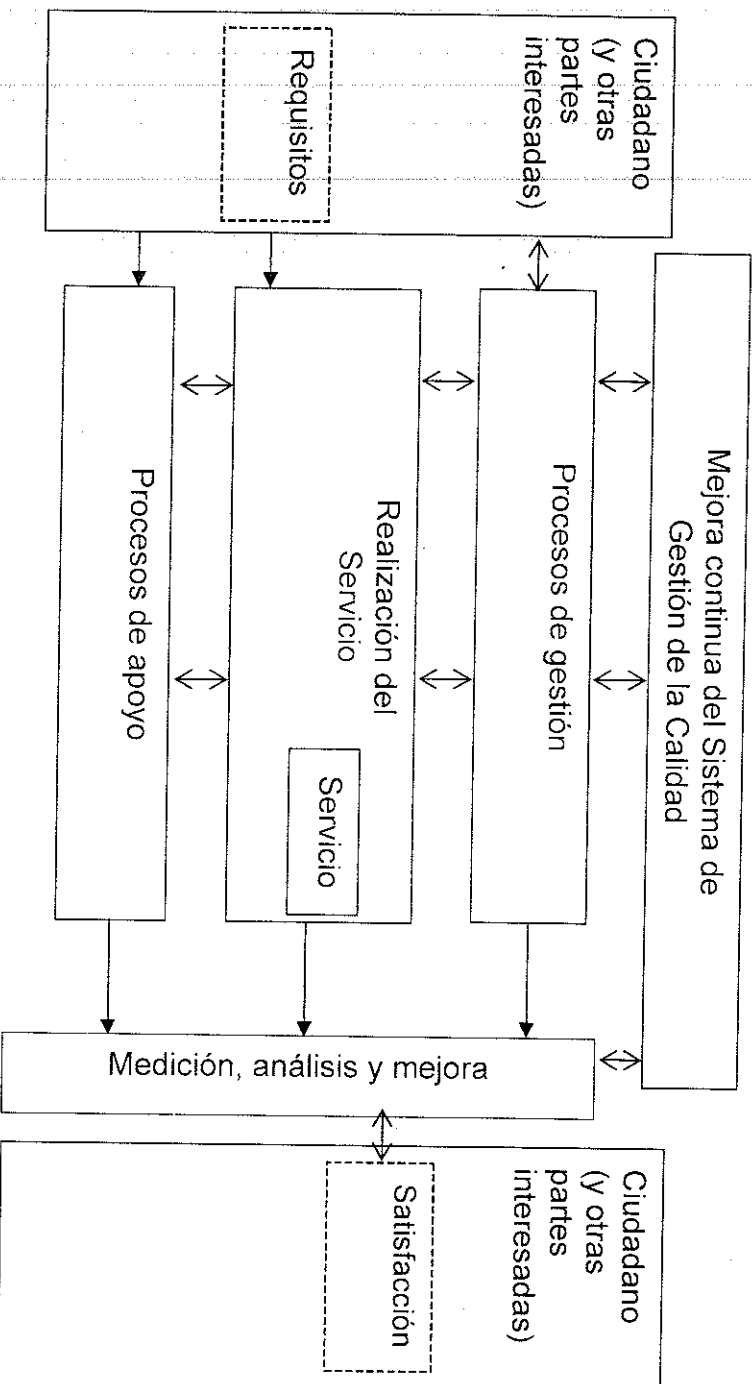 Mejora continua del Sistema de
Gestión de la Calidad
Ciudadano
(y otras
partes
interesadas)
Requisitos
Procesos de gestión
Realización del
Servicio
Servicio
Procesos de apoyo
Medición, análisis y mejora
Ciudadano
(y otras
partes
interesadas)
Satisfacción